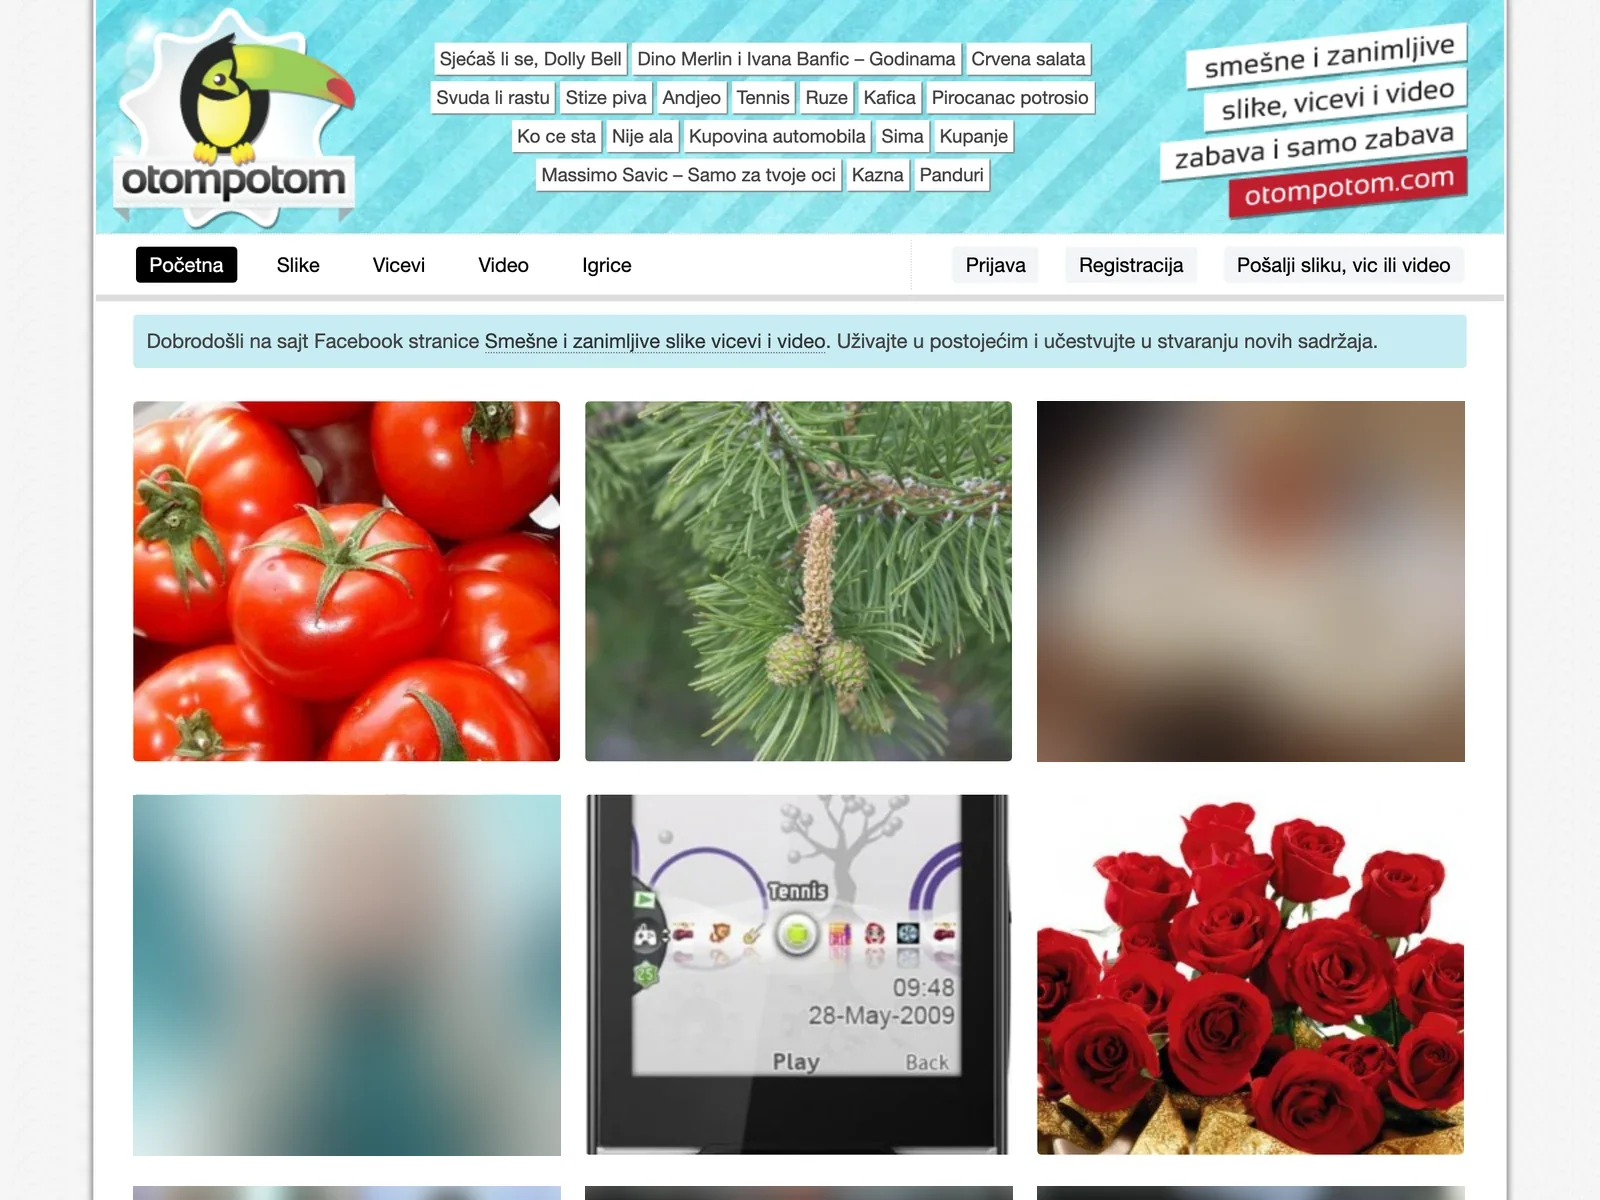 otompotom
Sjećaš li se, Dolly Bell Dino Merlin i Ivana Banfic – Godinama Crvena salata
Svuda li rastu Stize piva Andjeo Tennis Ruze Kafica Pirocanac potrosio
Ko ce sta Nije ala Kupovina automobila Sima Kupanje
Massimo Savic – Samo za tvoje oci Kazna Panduri
smešne i zanimljive
slike, vicevi i video
zabava i samo zabava
otompotom.com
Početna Slike Vicevi Video Igrice Prijava Registracija Pošalji sliku, vic ili video
Dobrodošli na sajt Facebook stranice Smešne i zanimljive slike vicevi i video. Uživajte u postojećim i učestvujte u stvaranju novih sadržaja.
Tennis
25
09:48
28-May-2009
Play Back